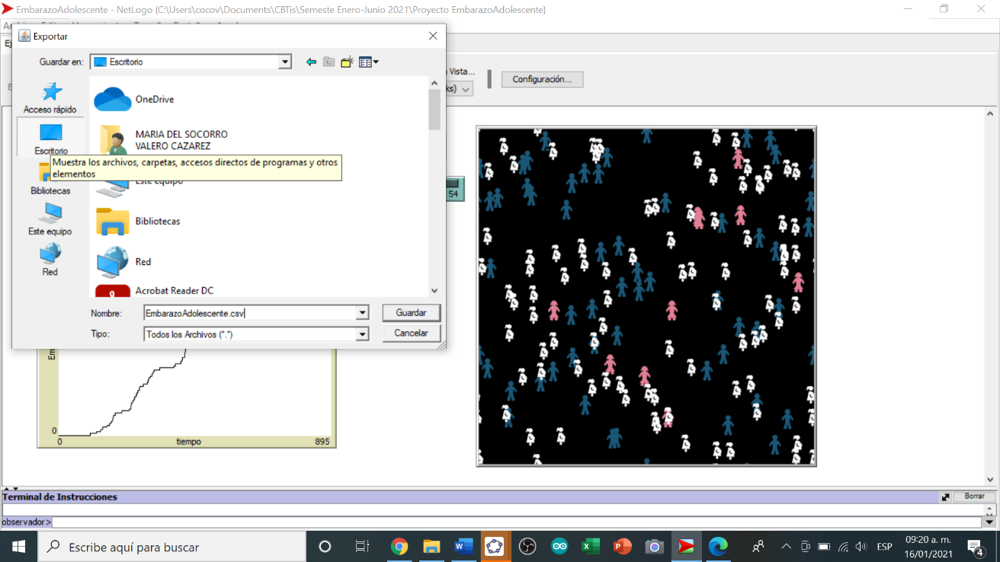 EmbarazoAdolescente - NetLogo {C:\Users\cocov\Documents\CBTis\Semeste Enero-Junio 2021\Proyecto EmbarazoAdolescente}
Exportar
Guardar en:
Escritorio
Vista...
Configuración...
ks)
Acceso rápido
Escritorio
Bibliotecas
Este equipo
Red
OneDrive
MARIA DEL SOCORRO
VALERO CAZAREZ
Muestra los archivos, carpetas, accesos directos de programas y otros
elementos
Este equipo
Bibliotecas
Red
Acrobat Reader DC
54
Nombre:
EmbarazoAdolescente.csv
Guardar
Tipo:
Todos los Archivos (*.*)
Cancelar
Em
0
0
tiempo
895
Terminal de Instrucciones
Borrar
observador>
Escribe aquí para buscar
ESP
09:20 a. m.
16/01/2021
4